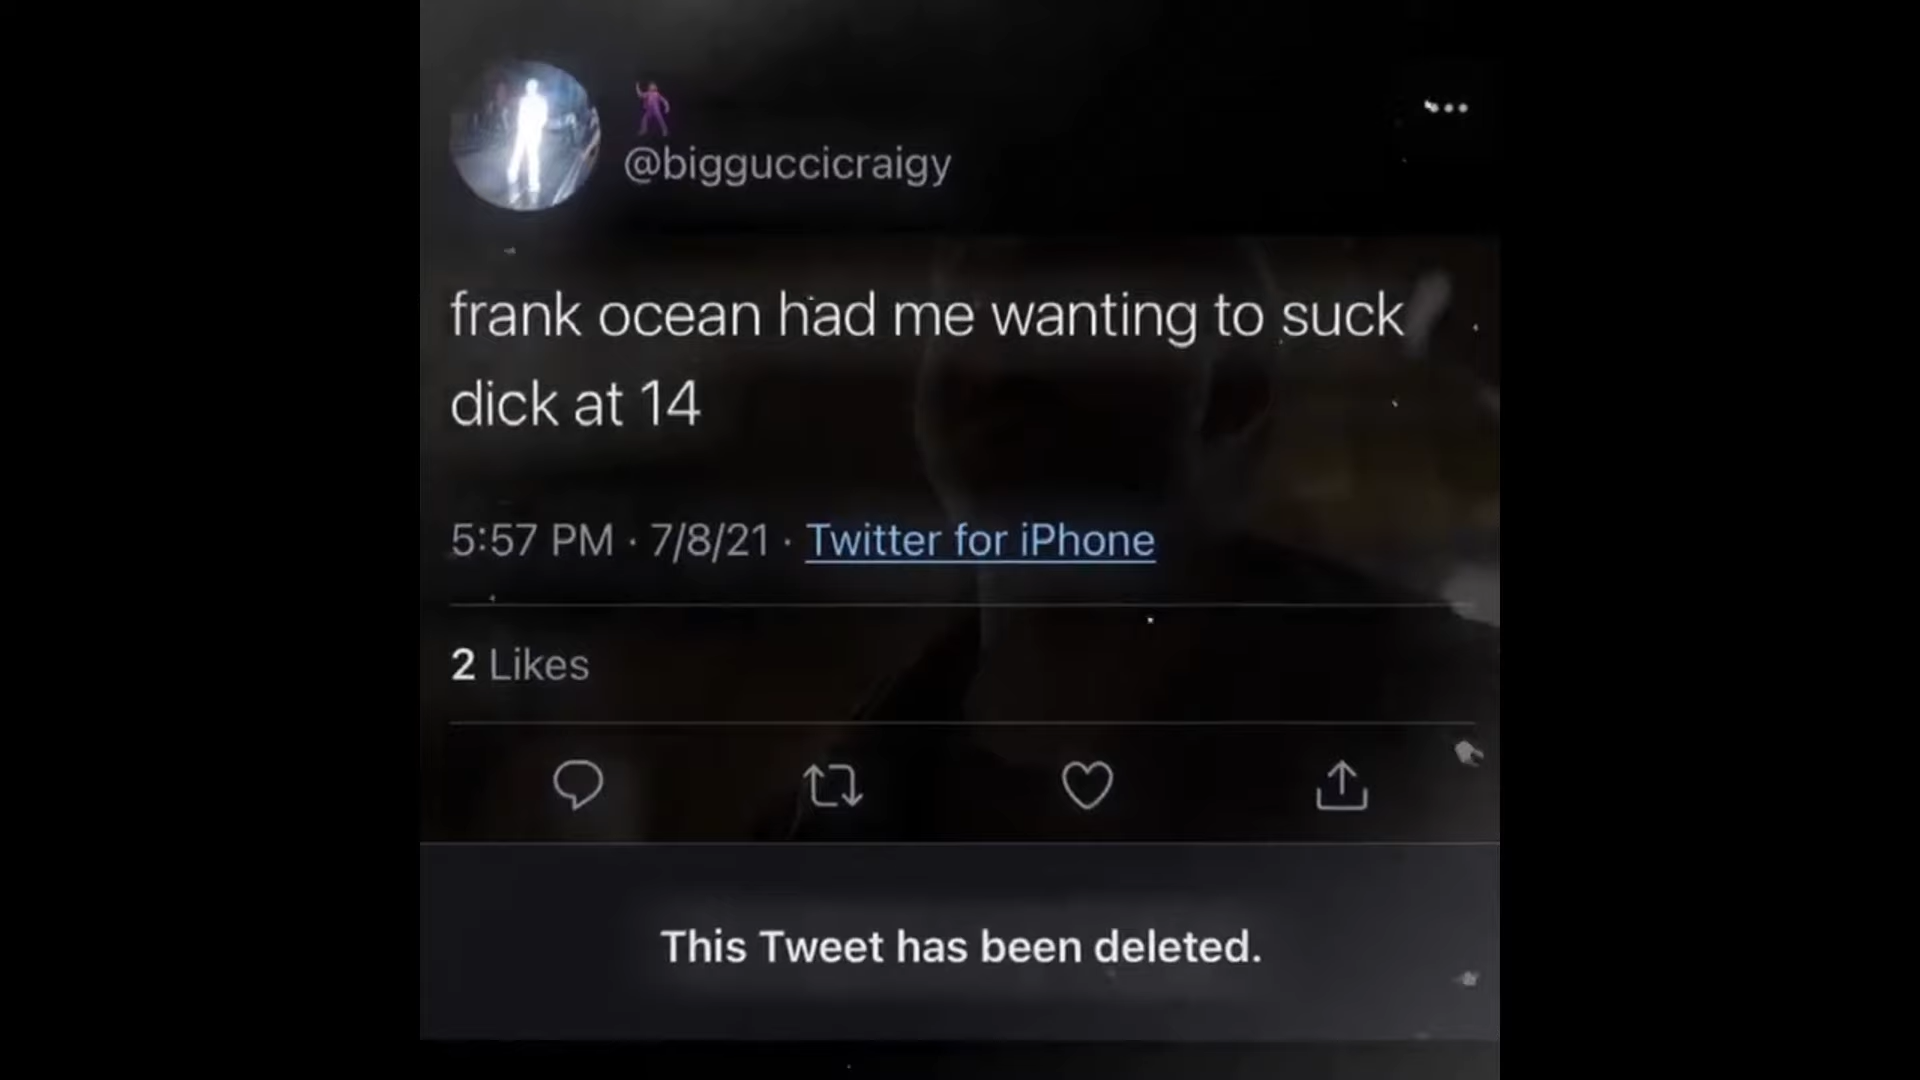 @bigguccicraigy
frank ocean had me wanting to suck
dick at 14
5:57 PM · 7/8/21 · Twitter for iPhone
2 Likes
This Tweet has been deleted.